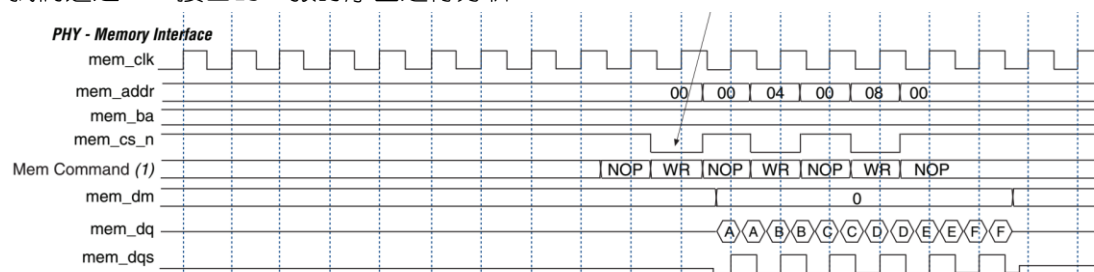 PHY - Memory Interface
mem_clk
mem_addr 00 00 04 00 08 00
mem_ba
mem_cs_n
Mem Command (1) NOP WR NOP WR NOP WR NOP
mem_dm 0
mem_dq A A B B C C D D E E F F
mem_dqs